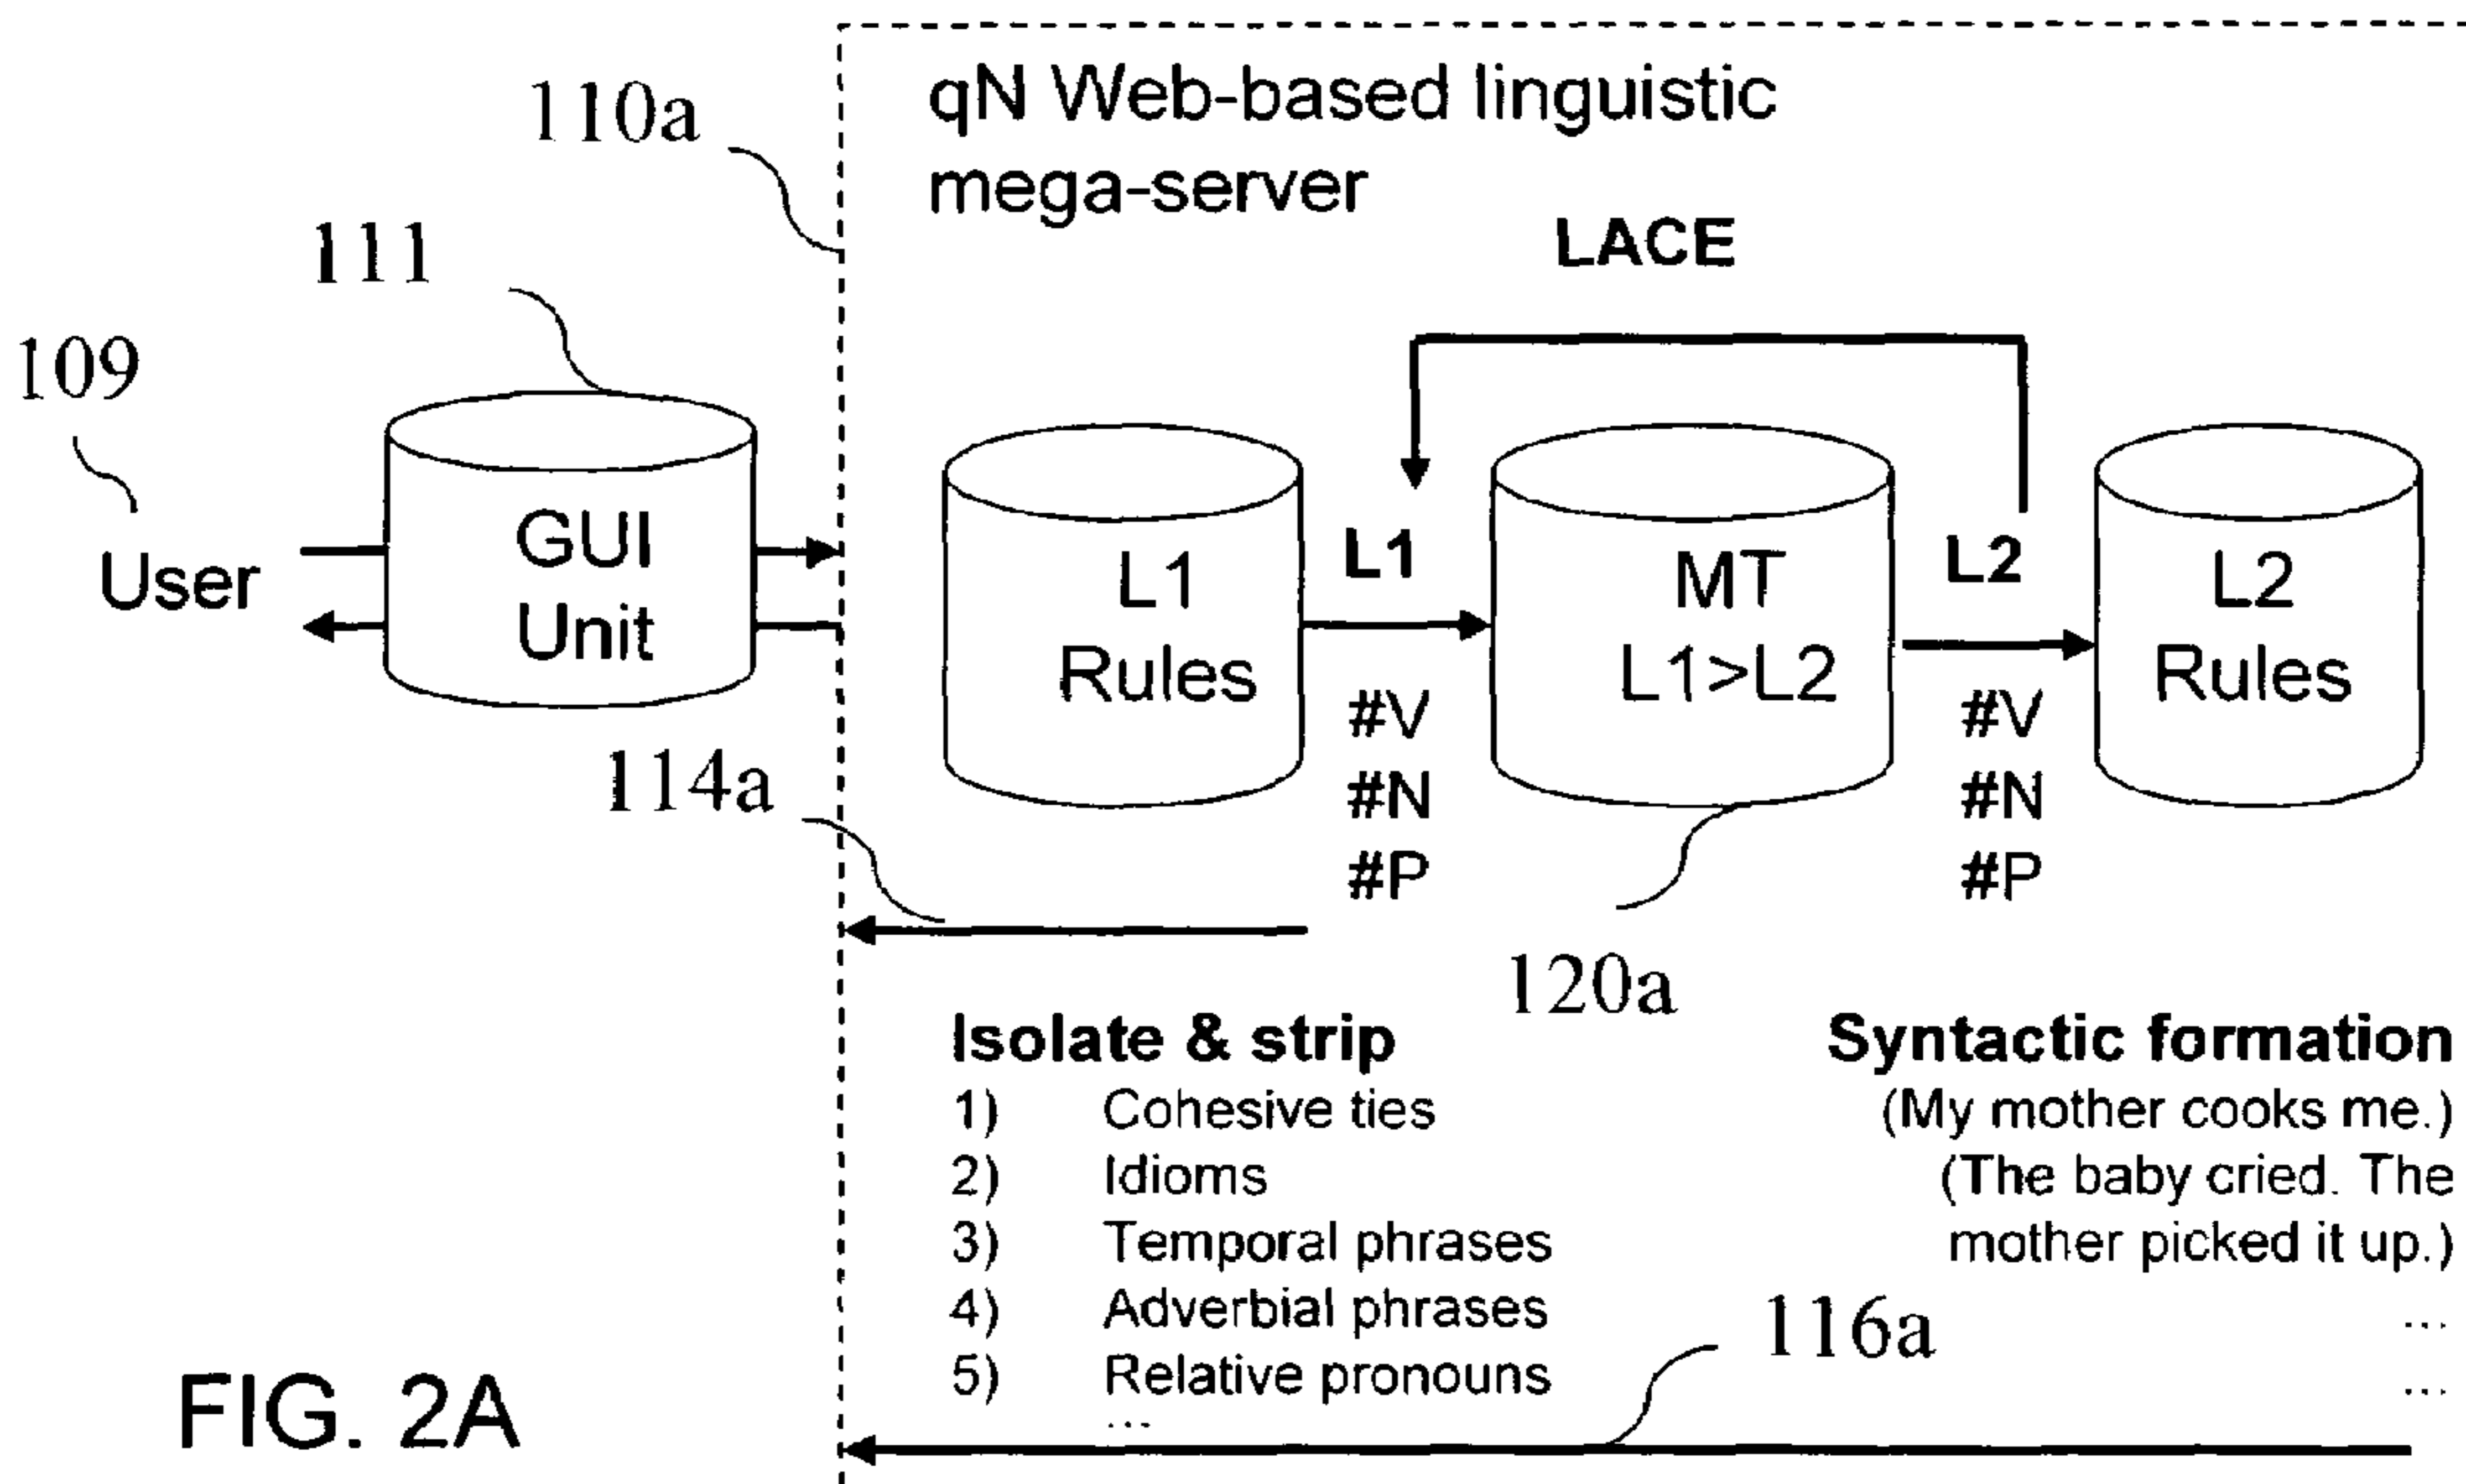 110a
qN Web-based linguistic
mega-server
LACE
111
109
User
GUI
Unit
L1
Rules
L1
#V
#N
#P
MT
L1>L2
L2
#V
#N
#P
L2
Rules
114a
120a
Isolate & strip
1) Cohesive ties
2) Idioms
3) Temporal phrases
4) Adverbial phrases
5) Relative pronouns
...
Syntactic formation
(My mother cooks me.)
(The baby cried. The
mother picked it up.)
...
...
116a
FIG. 2A